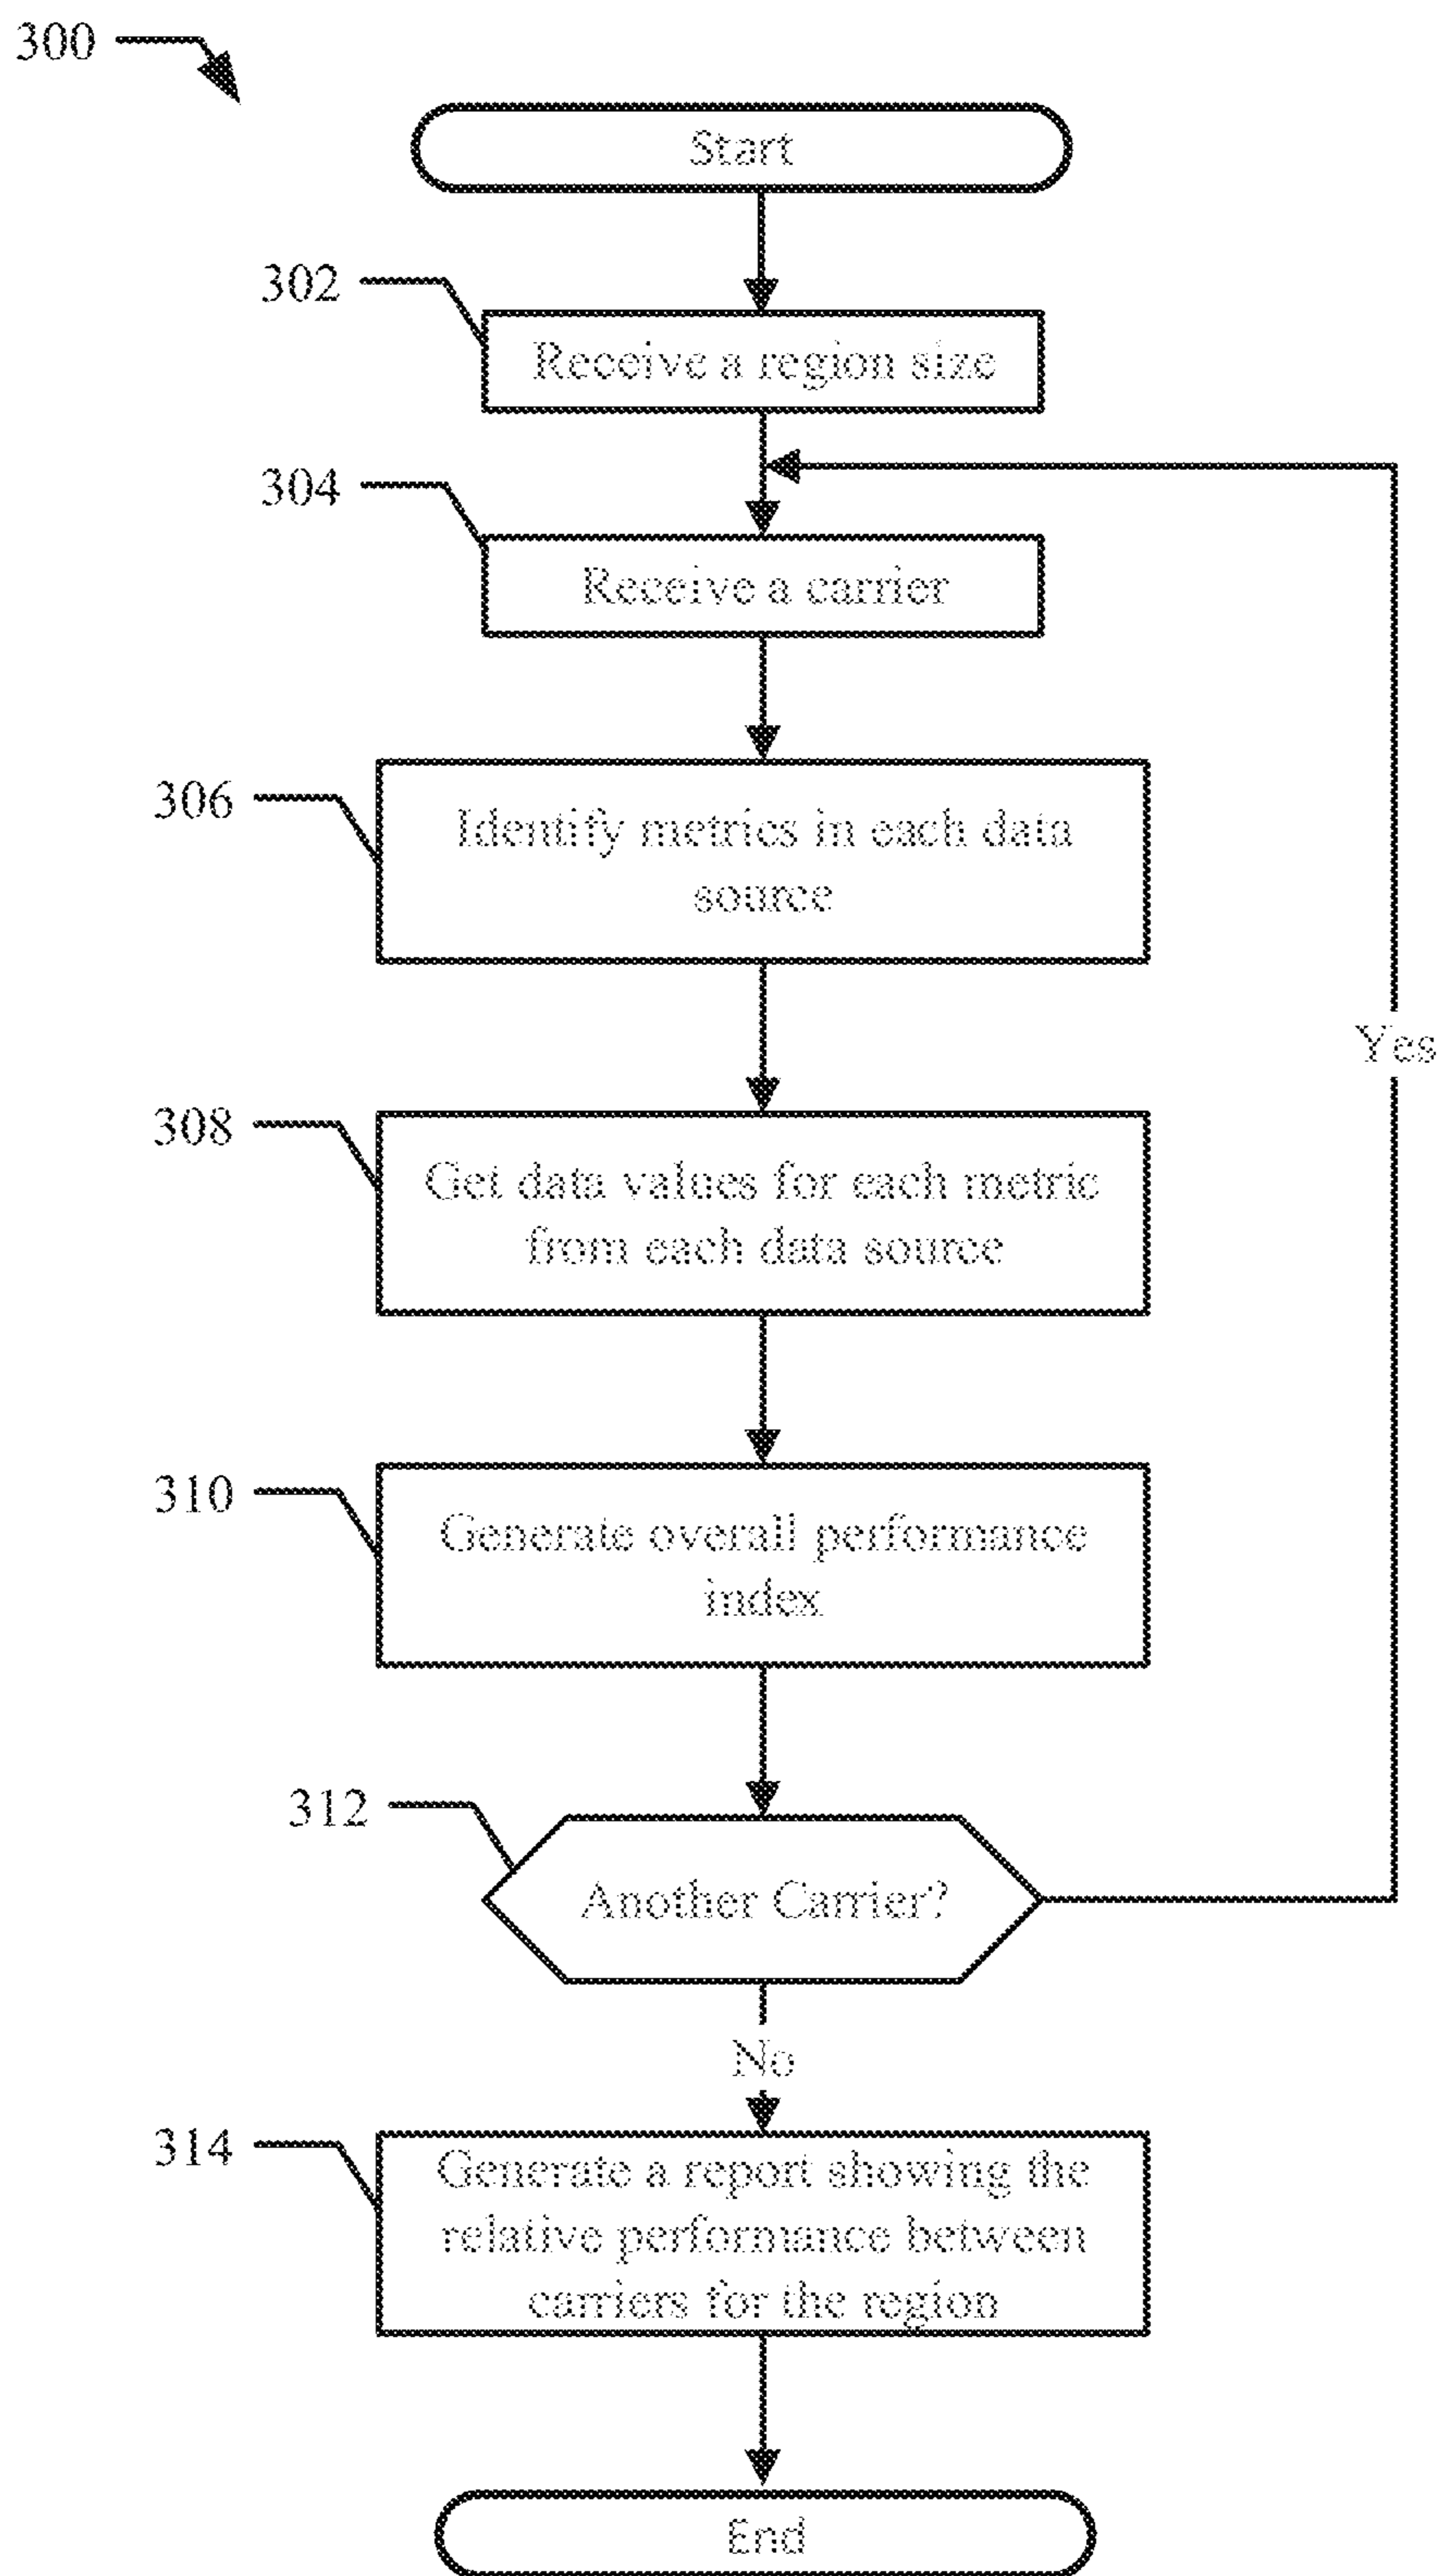 300
Start
302
Receive a region size
304
Receive a carrier
306
Identify metrics in each data
source
Yes
308
Get data values for each metric
from each data source
310
Generate overall performance
index
312
Another Carrier?
No
314
Generate a report showing the
relative performance between
carriers for the region
End